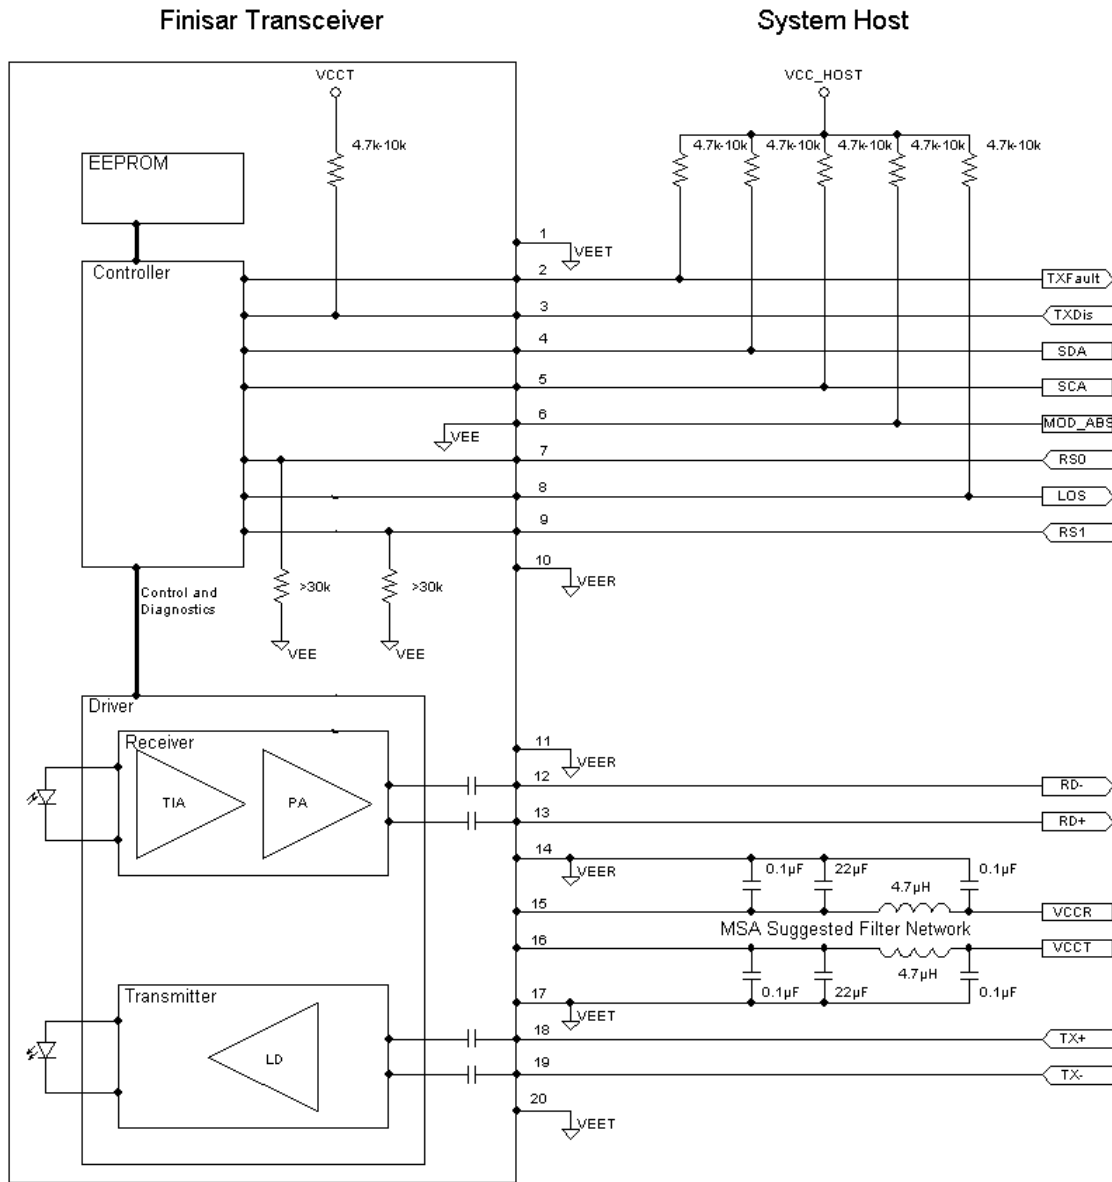 Finisar Transceiver
System Host
VCCT
VCC_HOST
4.7k-10k
4.7k-10k 4.7k-10k 4.7k-10k 4.7k-10k 4.7k-10k
EEPROM
1
VEET
Controller
2
TXFault
3
TXDis
4
SDA
5
SCA
6
MOD_ABS
VEE
7
RS0
8
LOS
9
RS1
10
VEER
>30k
>30k
Control and
Diagnostics
VEE
VEE
Driver
Receiver
11
VEER
TIA
PA
12
RD-
13
RD+
14
VEER
0.1µF
22µF
4.7µH
0.1µF
15
VCCR
MSA Suggested Filter Network
16
VCCT
4.7µH
Transmitter
17
0.1µF
22µF
0.1µF
VEET
18
TX+
LD
19
TX-
20
VEET